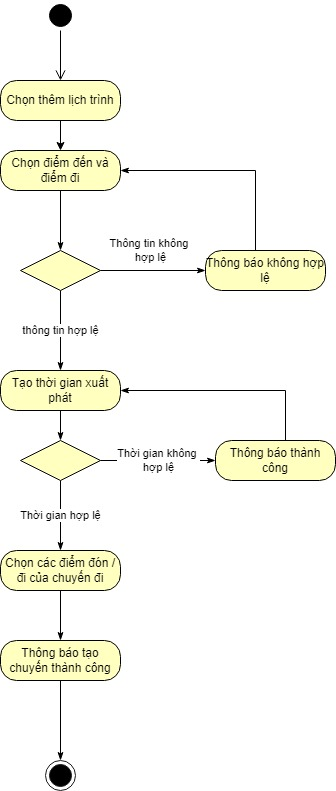 Chọn thêm lịch trình
Chọn điểm đến và
điểm đi
Thông tin không
hợp lệ
Thông báo không hợp
lệ
thông tin hợp lệ
Tạo thời gian xuất
phát
Thời gian không
hợp lệ
Thông báo thành
công
Thời gian hợp lệ
Chọn các điểm đón /
đi của chuyến đi
Thông báo tạo
chuyến thành công